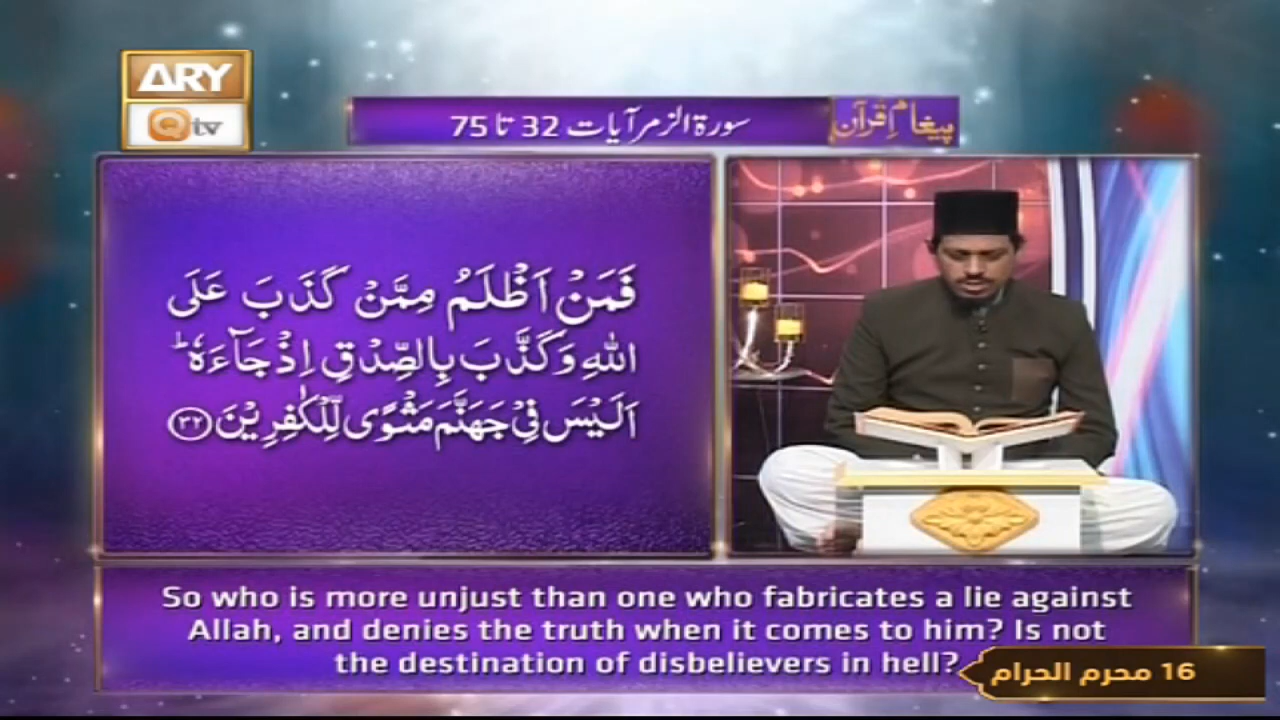 ARY
Qtv
پیغامِ قرآن
سورۃ الزمر آیات 32 تا 75
فَمَنۡ اَظۡلَمُ مِمَّنۡ كَذَبَ عَلَى
اللّٰهِ وَكَذَّبَ بِالصِّدۡقِ اِذۡ جَآءَهٗ ؕ
اَلَيۡسَ فِىۡ جَهَنَّمَ مَثۡوًى لِّلۡكٰفِرِيۡنَ ﴿۳۲﴾
So who is more unjust than one who fabricates a lie against
Allah, and denies the truth when it comes to him? Is not
the destination of disbelievers in hell?
16 محرم الحرام